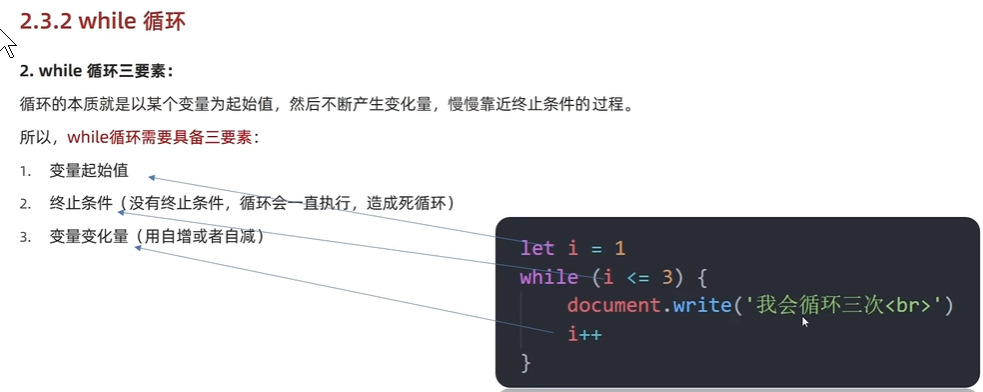 2.3.2 while 循环
2. while 循环三要素：
循环的本质就是以某个变量为起始值，然后不断产生变化量，慢慢靠近终止条件的过程。
所以，while循环需要具备三要素：
1. 变量起始值
2. 终止条件（没有终止条件，循环会一直执行，造成死循环）
3. 变量变化量（用自增或者自减）
let i = 1
while (i <= 3) {
document.write('我会循环三次<br>')
i++
}